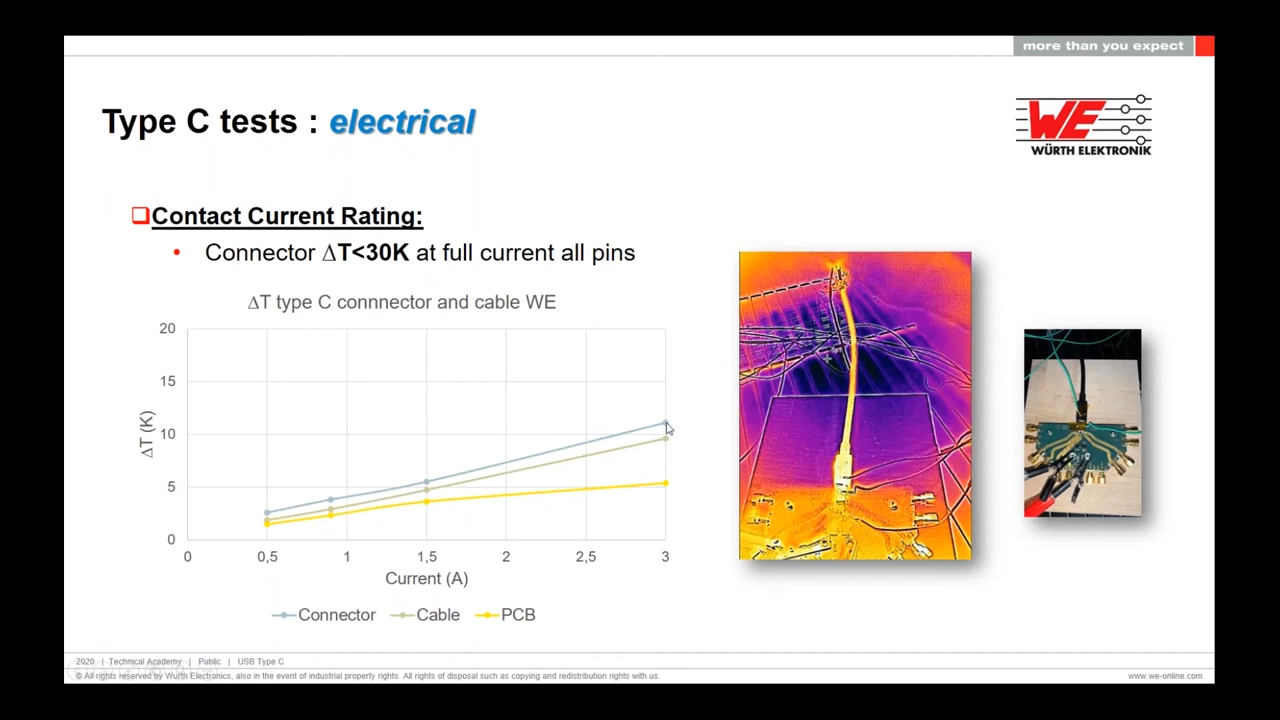 more than you expect
Type C tests : electrical
WE
WÜRTH ELEKTRONIK
Contact Current Rating:
• Connector ΔT<30K at full current all pins
ΔT type C connnector and cable WE
20
15
10
5
0
ΔT (K)
0 0,5 1 1,5 2 2,5 3
Current (A)
Connector Cable PCB
2020 | Technical Academy | Public | USB Type C
© All rights reserved by Wurth Electronics, also in the event of industrial property rights. All rights of disposal such as copying and redistribution rights with us.
www.we-online.com